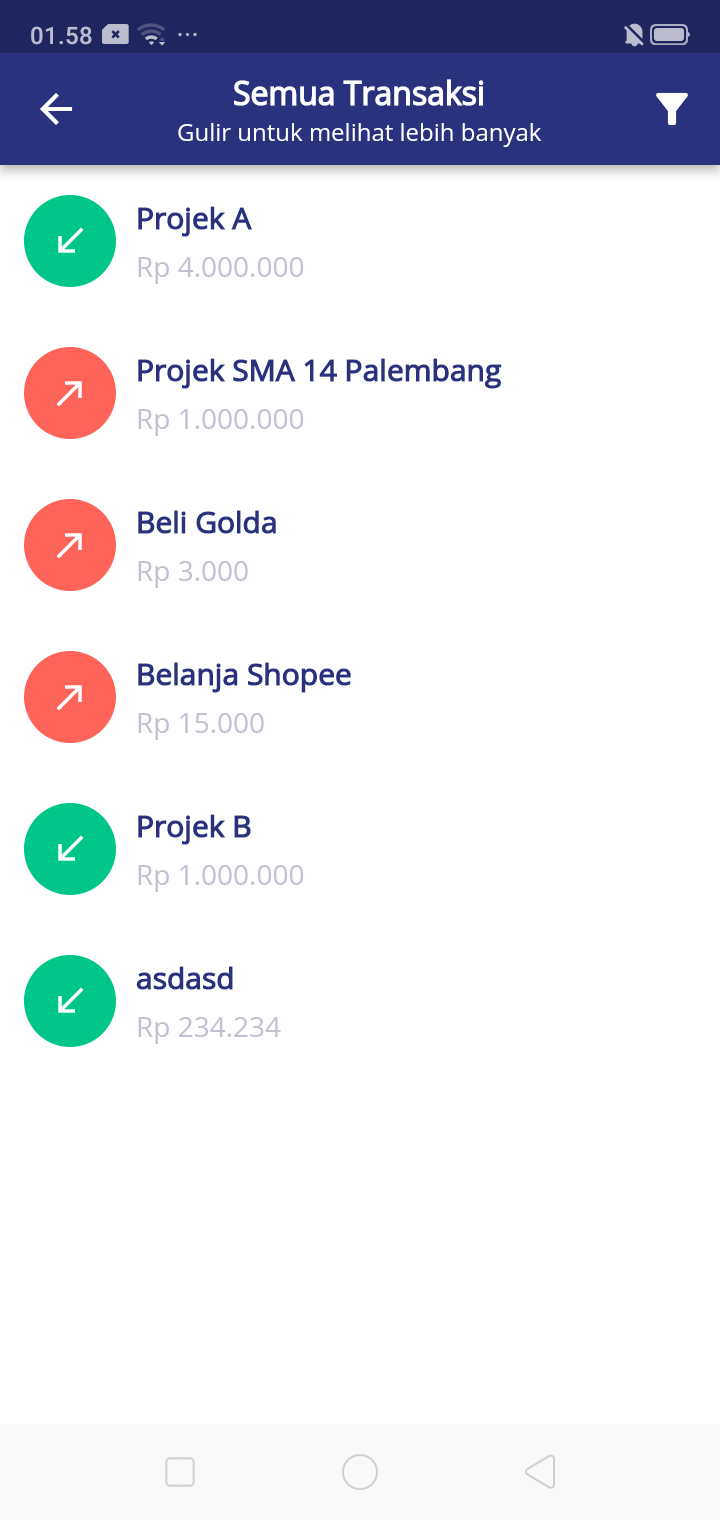 01.58
Semua Transaksi
Gulir untuk melihat lebih banyak
Projek A
Rp 4.000.000
Projek SMA 14 Palembang
Rp 1.000.000
Beli Golda
Rp 3.000
Belanja Shopee
Rp 15.000
Projek B
Rp 1.000.000
asdasd
Rp 234.234